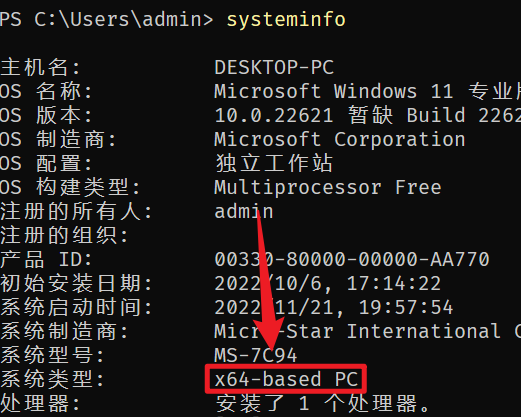 PS C:\Users\admin> systeminfo
主机名: DESKTOP-PC
OS 名称: Microsoft Windows 11 专业版
OS 版本: 10.0.22621 暂缺 Build 2262
OS 制造商: Microsoft Corporation
OS 配置: 独立工作站
OS 构建类型: Multiprocessor Free
注册的所有人: admin
注册的组织:
产品 ID: 00330-80000-00000-AA770
初始安装日期: 2022/10/6, 17:14:22
系统启动时间: 2022/11/21, 19:57:54
系统制造商: Micro-Star International
系统型号: MS-7C94
系统类型: x64-based PC
处理器: 安装了 1 个处理器。